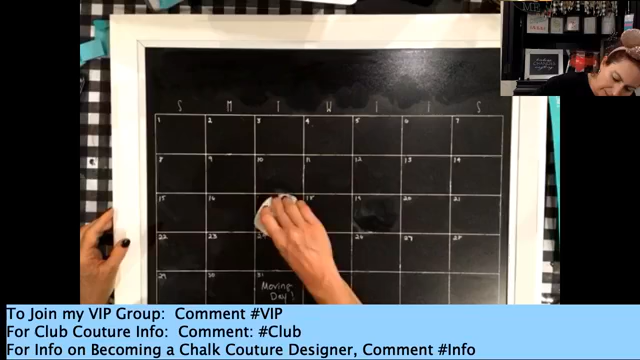 S M T W T F S
1 2 3 4 5 6 7
8 9 10 11 12 13 14
15 16 18 19 20 21
22 23 24 26 27 28
29 30 31
Moving
Day!
To Join my VIP Group: Comment #VIP
For Club Couture Info: Comment: #Club
For Info on Becoming a Chalk Couture Designer, Comment #Info